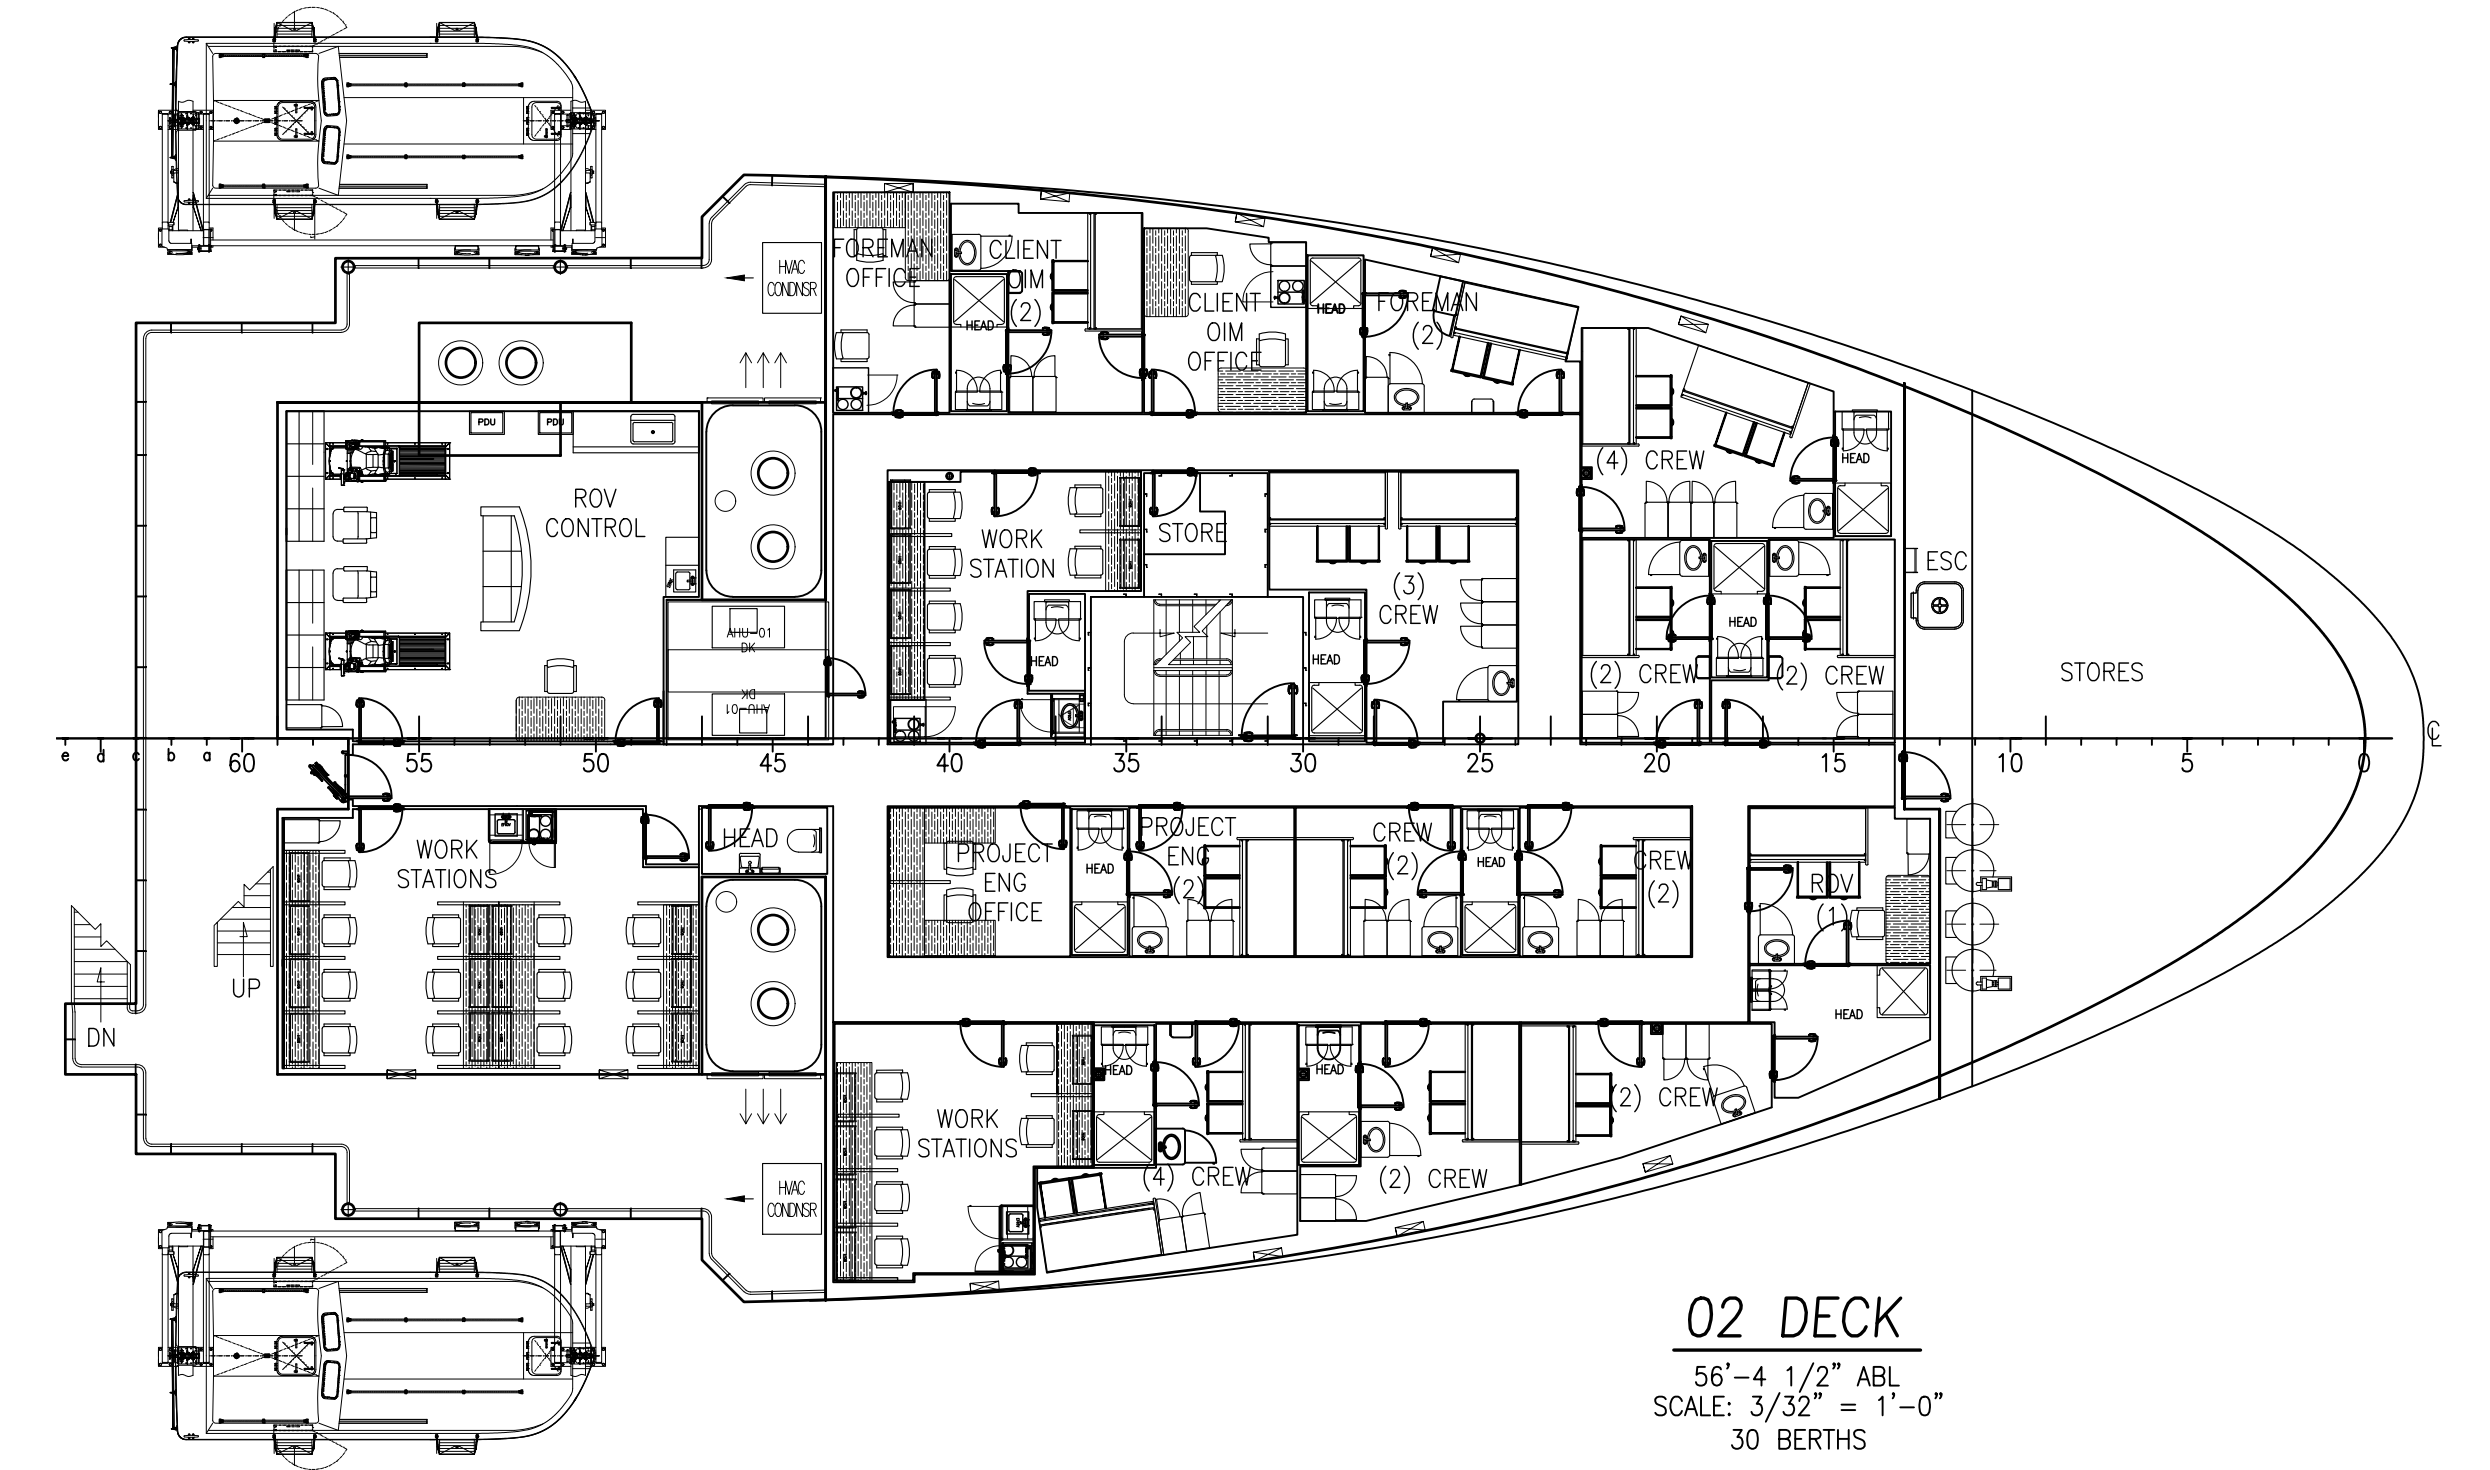 HVAC
CONDNSR
FOREMAN
OFFICE
CLIENT
OIM
(2)
HEAD
CLIENT
OIM
OFFICE
HEAD
FOREMAN
(2)
PDU
PDU
ROV
CONTROL
WORK
STATION
STORE
(3)
CREW
(4) CREW
HEAD
HEAD
ESC
AHU-01
DK
DK
AHU-01
HEAD
HEAD
(2) CREW
(2) CREW
STORES
e d c b a 60 55 50 45 40 35 30 25 20 15 10 5 0
℄
WORK
STATIONS
HEAD
PROJECT
ENG
OFFICE
HEAD
PROJECT
ENG
(2)
CREW
(2)
HEAD
CREW
(2)
ROV
(1)
UP
DN
HEAD
HEAD
HEAD
WORK
STATIONS
(4) CREW
(2) CREW
(2) CREW
HVAC
CONDNSR
02 DECK
56'-4 1/2" ABL
SCALE: 3/32" = 1'-0"
30 BERTHS